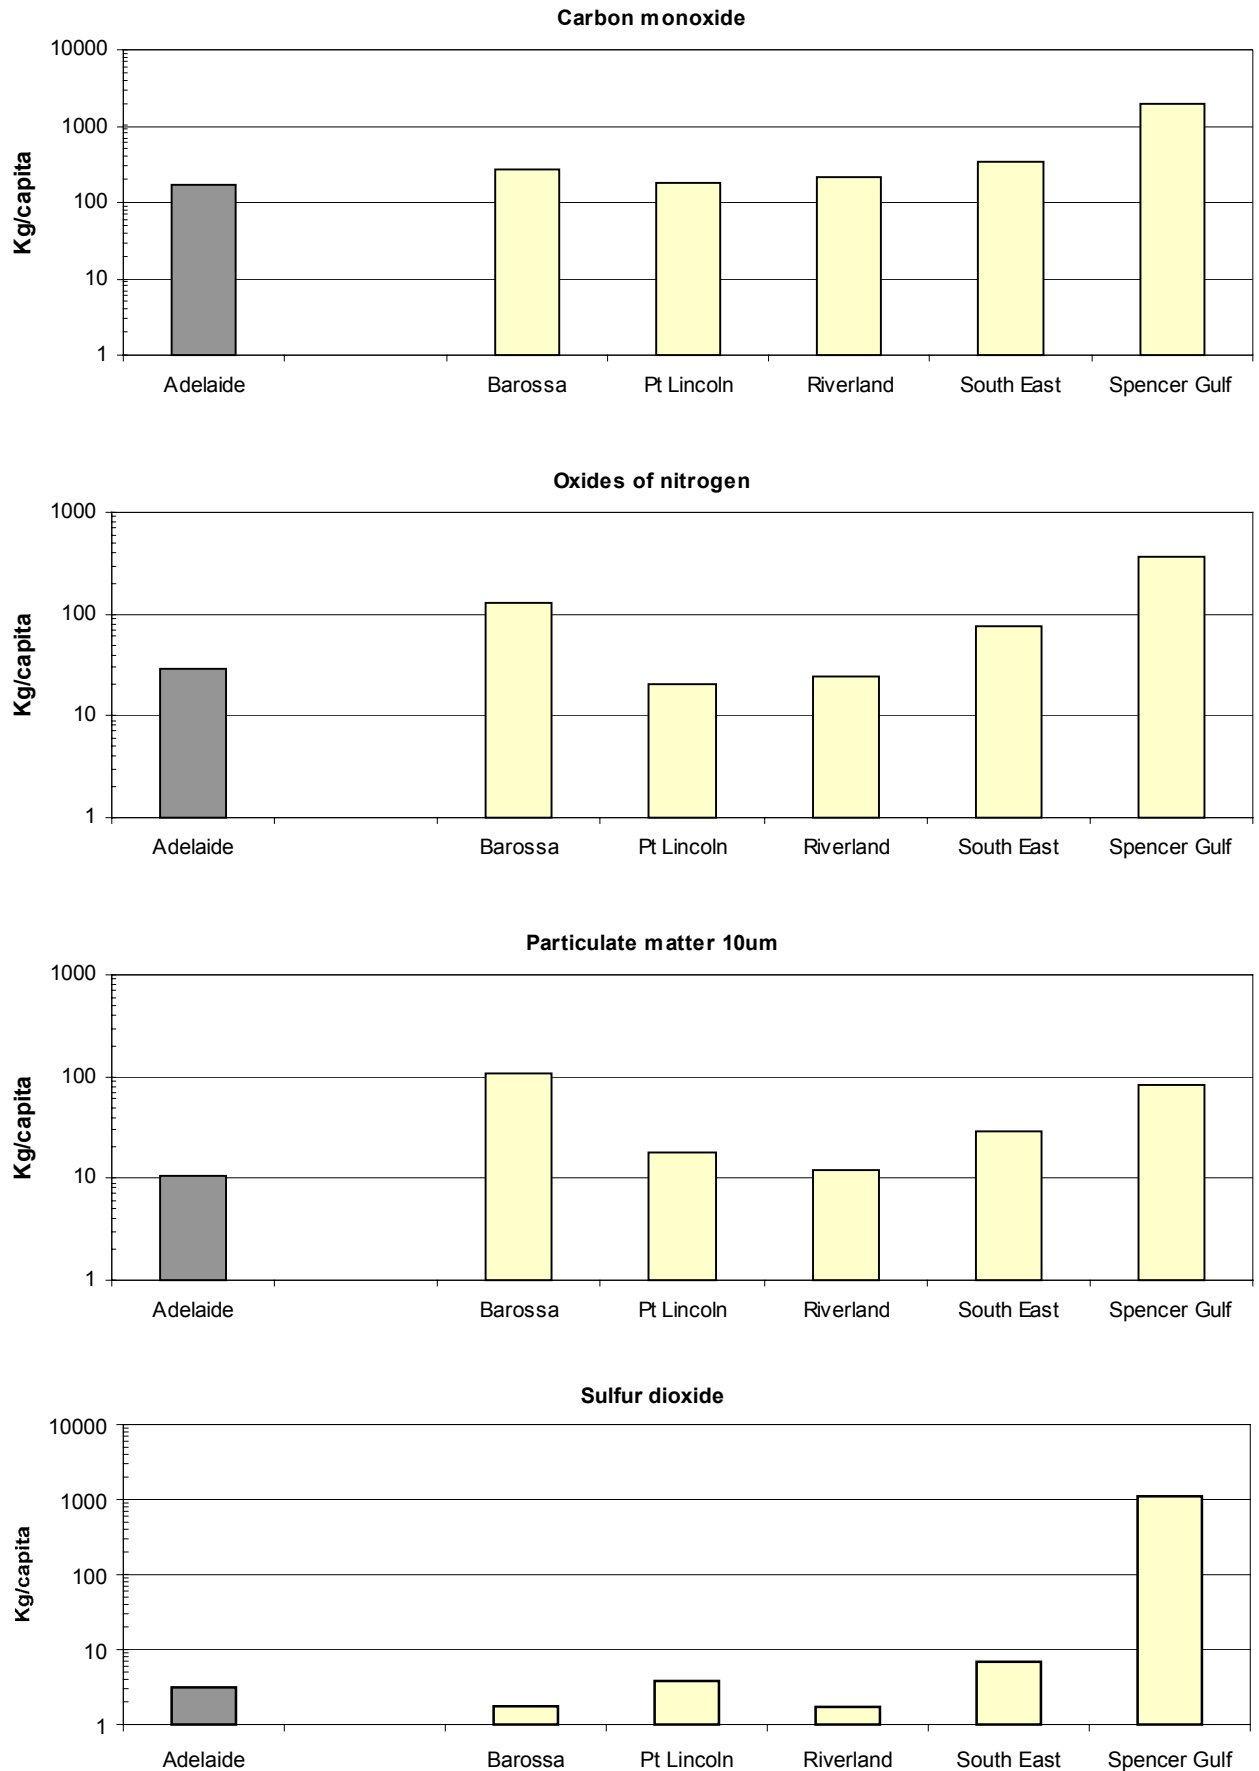 Carbon monoxide
10000
1000
100
10
1
Kg/capita
Adelaide Barossa Pt Lincoln Riverland South East Spencer Gulf
Oxides of nitrogen
1000
100
10
1
Kg/capita
Adelaide Barossa Pt Lincoln Riverland South East Spencer Gulf
Particulate matter 10um
1000
100
10
1
Kg/capita
Adelaide Barossa Pt Lincoln Riverland South East Spencer Gulf
Sulfur dioxide
10000
1000
100
10
1
Kg/capita
Adelaide Barossa Pt Lincoln Riverland South East Spencer Gulf